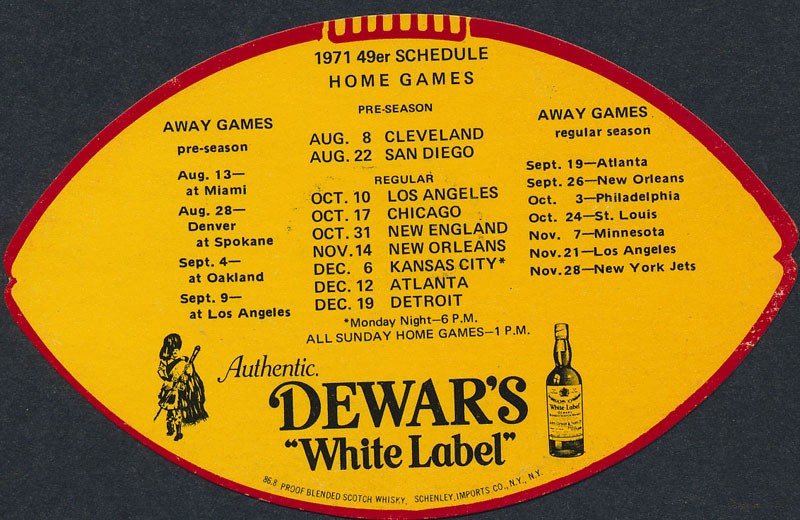 1971 49er SCHEDULE
HOME GAMES
PRE-SEASON
AUG. 8 CLEVELAND
AUG. 22 SAN DIEGO
REGULAR
OCT. 10 LOS ANGELES
OCT. 17 CHICAGO
OCT. 31 NEW ENGLAND
NOV. 14 NEW ORLEANS
DEC. 6 KANSAS CITY*
DEC. 12 ATLANTA
DEC. 19 DETROIT
*Monday Night—6 P.M.
ALL SUNDAY HOME GAMES—1 P.M.
AWAY GAMES
pre-season
Aug. 13—
at Miami
Aug. 28—
Denver
at Spokane
Sept. 4—
at Oakland
Sept. 9—
at Los Angeles
AWAY GAMES
regular season
Sept. 19—Atlanta
Sept. 26—New Orleans
Oct. 3—Philadelphia
Oct. 24—St. Louis
Nov. 7—Minnesota
Nov. 21—Los Angeles
Nov. 28—New York Jets
Authentic.
DEWAR'S
"White Label"
White Label
DEWARS
86.8 PROOF BLENDED SCOTCH WHISKY. SCHENLEY IMPORTS CO., N.Y., N.Y.